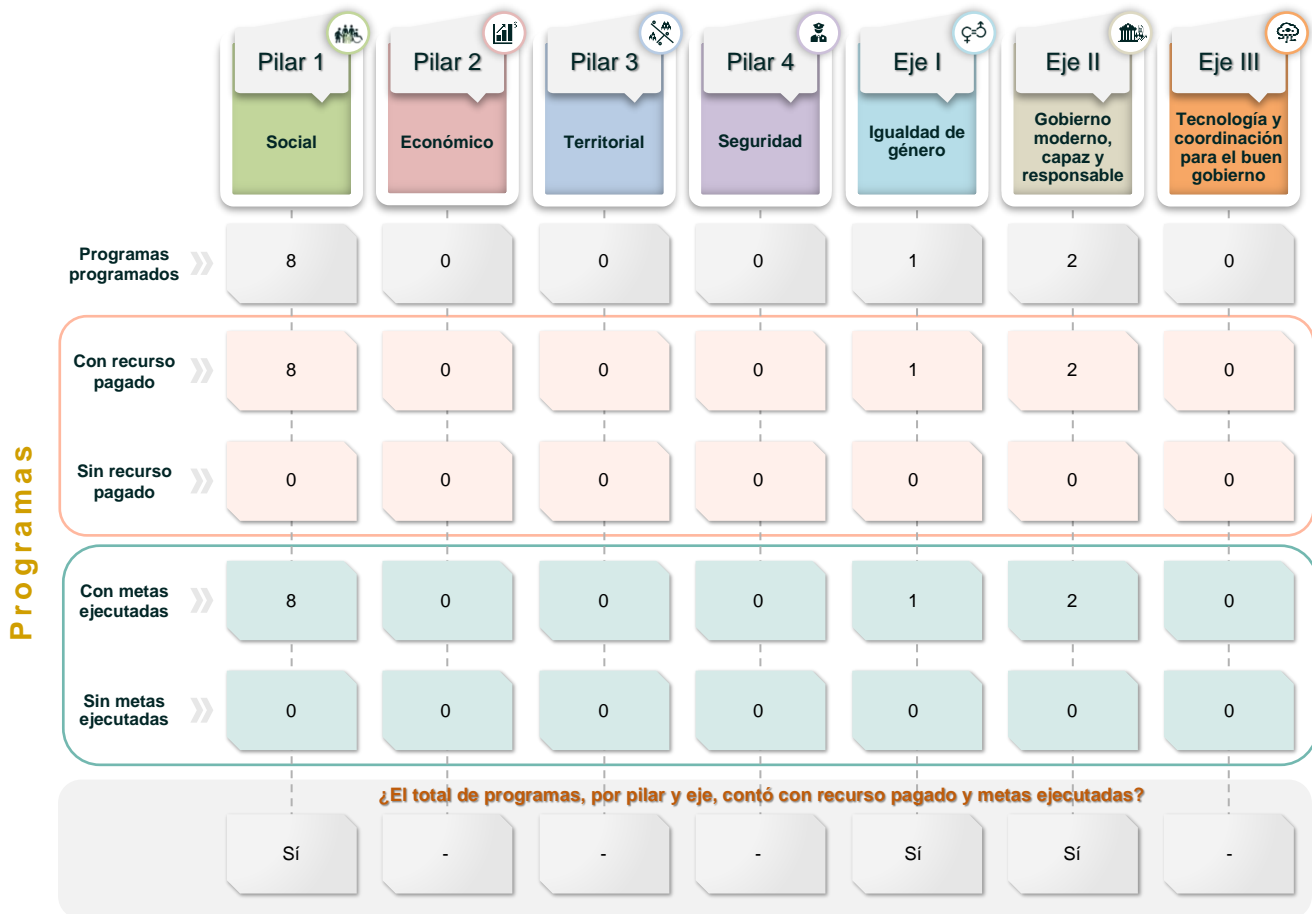 Pilar 1
Pilar 2
Pilar 3
Pilar 4
Eje I
Eje II
Eje III
Social
Económico
Territorial
Seguridad
Igualdad de
género
Gobierno
moderno,
capaz y
responsable
Tecnología y
coordinación
para el buen
gobierno
Programas
Programas
programados
8 0 0 0 1 2 0
Con recurso
pagado
8 0 0 0 1 2 0
Sin recurso
pagado
0 0 0 0 0 0 0
Con metas
ejecutadas
8 0 0 0 1 2 0
Sin metas
ejecutadas
0 0 0 0 0 0 0
¿El total de programas, por pilar y eje, contó con recurso pagado y metas ejecutadas?
Sí - - - Sí Sí -